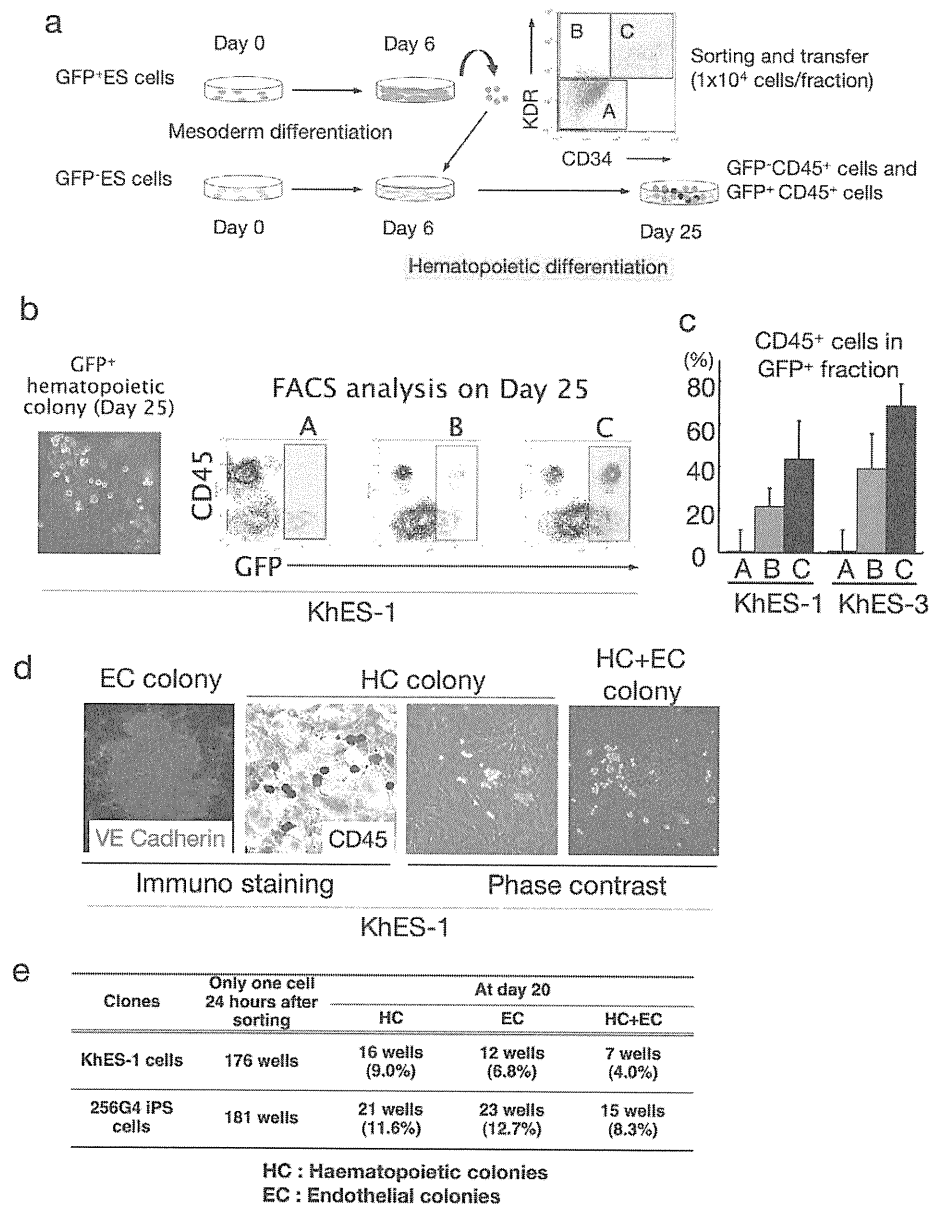 a
Day 0
Day 6
GFP⁺ES cells
B
C
A
KDR
CD34
Sorting and transfer
(1x10⁴ cells/fraction)
Mesoderm differentiation
GFP⁻ES cells
Day 0
Day 6
Day 25
GFP⁻CD45⁺ cells and
GFP⁺ CD45⁺ cells
Hematopoietic differentiation
b
GFP⁺
hematopoietic
colony (Day 25)
FACS analysis on Day 25
A
B
C
CD45
GFP
KhES-1
c
CD45⁺ cells in
GFP⁺ fraction
(%)
80
60
40
20
0
A B C A B C
KhES-1 KhES-3
d
EC colony
HC colony
HC+EC
colony
VE Cadherin
CD45
Immuno staining
Phase contrast
KhES-1
e
Clones
Only one cell
24 hours after
sorting
At day 20
HC EC HC+EC
KhES-1 cells 176 wells 16 wells (9.0%) 12 wells (6.8%) 7 wells (4.0%)
256G4 iPS cells 181 wells 21 wells (11.6%) 23 wells (12.7%) 15 wells (8.3%)
HC : Haematopoietic colonies
EC : Endothelial colonies